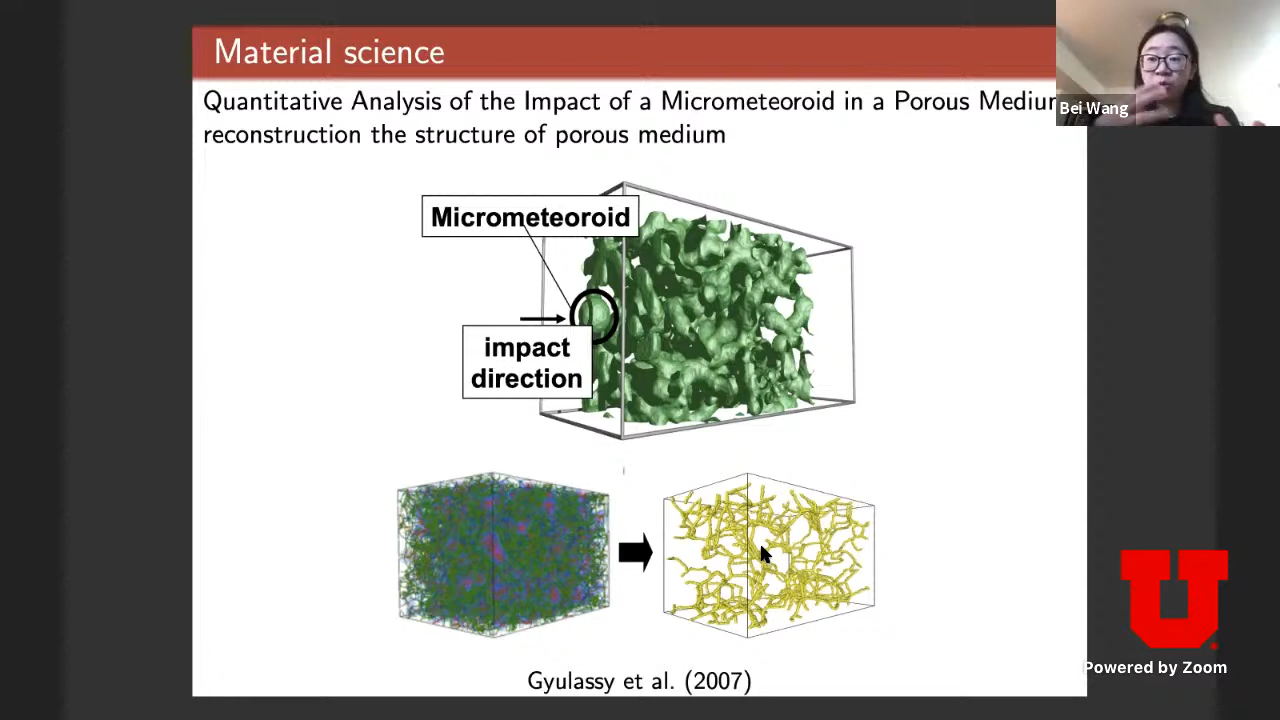 Material science
Quantitative Analysis of the Impact of a Micrometeoroid in a Porous
reconstruction the structure of porous medium
Bei Wang
Micrometeoroid
impact
direction
Gyulassy et al. (2007)
U
Powered by Zoom